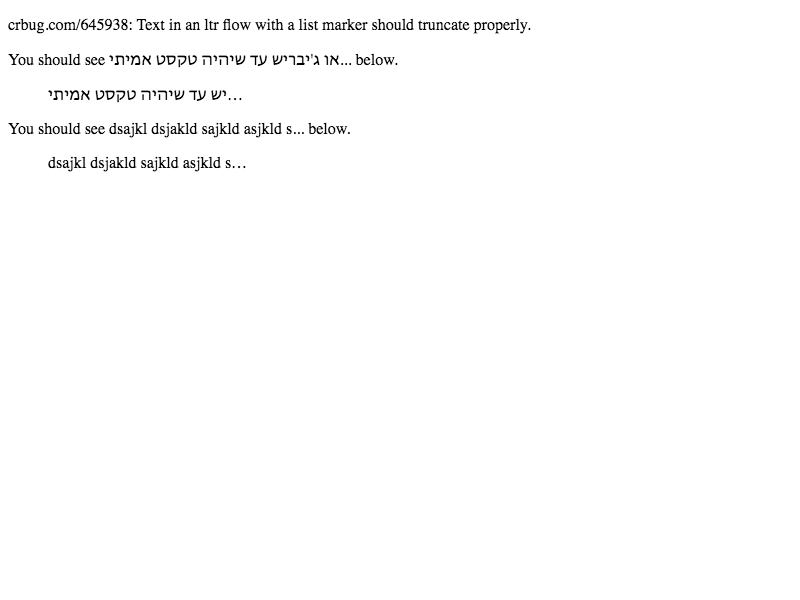 crbug.com/645938: Text in an ltr flow with a list marker should truncate properly.
You should see או ג'יבריש עד שיהיה טקסט אמיתי... below.
יש עד שיהיה טקסט אמיתי…
You should see dsajkl dsjakld sajkld asjkld s... below.
dsajkl dsjakld sajkld asjkld s…